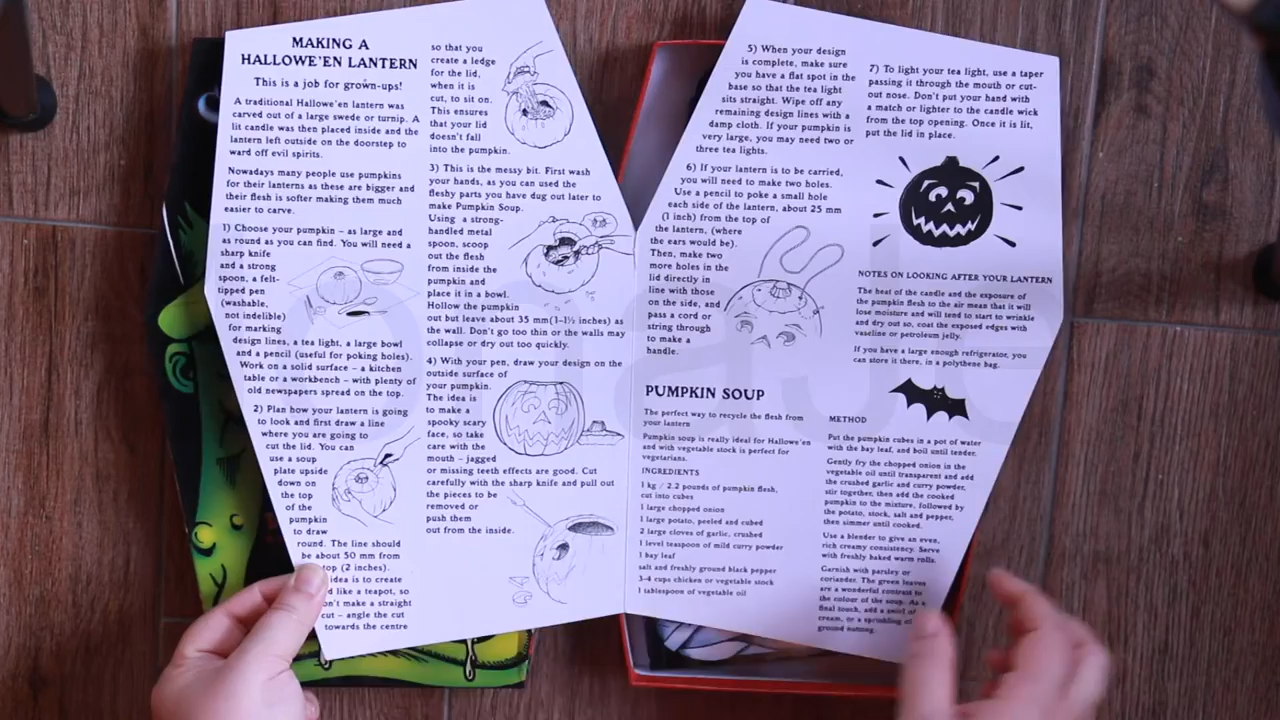 MAKING A
HALLOWE'EN LANTERN
This is a job for grown-ups!
A traditional Hallowe'en lantern was
carved out of a large swede or turnip. A
lit candle was then placed inside and the
lantern left outside on the doorstep to
ward off evil spirits.
Nowadays many people use pumpkins
for their lanterns as these are bigger and
their flesh is softer making them much
easier to carve.
1) Choose your pumpkin – as large and
as round as you can find. You will need a
sharp knife
and a strong
spoon, a felt-
tipped pen
(washable,
not indelible)
for marking
design lines, a tea light, a large bowl
and a pencil (useful for poking holes).
Work on a solid surface – a kitchen
table or a workbench – with plenty of
old newspapers spread on the top.
2) Plan how your lantern is going
to look and first draw a line
where you are going to
cut the lid. You can
use a soup
plate upside
down on
the top
of the
pumpkin
to draw
round. The line should
be about 50 mm from
top (2 inches).
idea is to create
d like a teapot, so
on't make a straight
cut – angle the cut
towards the centre
so that you
create a ledge
for the lid,
when it is
cut, to sit on.
This ensures
that your lid
doesn't fall
into the pumpkin.
3) This is the messy bit. First wash
your hands, as you can used the
fleshy parts you have dug out later to
make Pumpkin Soup.
Using a strong-
handled metal
spoon, scoop
out the flesh
from inside the
pumpkin and
place it in a bowl.
Hollow the pumpkin
out but leave about 35 mm (1-1½ inches) as
the wall. Don't go too thin or the walls may
collapse or dry out too quickly.
4) With your pen, draw your design on the
outside surface of
your pumpkin.
The idea is
to make a
spooky scary
face, so take
care with the
mouth – jagged
or missing teeth effects are good. Cut
carefully with the sharp knife and pull out
the pieces to be
removed or
push them
out from the inside.
5) When your design
is complete, make sure
you have a flat spot in the
base so that the tea light
sits straight. Wipe off any
remaining design lines with a
damp cloth. If your pumpkin is
very large, you may need two or
three tea lights.
6) If your lantern is to be carried,
you will need to make two holes.
Use a pencil to poke a small hole
each side of the lantern, about 25 mm
(1 inch) from the top of
the lantern, (where
the ears would be).
Then, make two
more holes in the
lid directly in
line with those
on the side, and
pass a cord or
string through
to make a
handle.
7) To light your tea light, use a taper
passing it through the mouth or cut-
out nose. Don't put your hand with
a match or lighter to the candle wick
from the top opening. Once it is lit,
put the lid in place.
NOTES ON LOOKING AFTER YOUR LANTERN
The heat of the candle and the exposure of
the pumpkin flesh to the air mean that it will
lose moisture and will tend to start to wrinkle
and dry out so, coat the exposed edges with
vaseline or petroleum jelly.
If you have a large enough refrigerator, you
can store it there, in a polythene bag.
PUMPKIN SOUP
The perfect way to recycle the flesh from
your lantern
Pumpkin soup is really ideal for Hallowe'en
and with vegetable stock is perfect for
vegetarians.
INGREDIENTS
1 kg / 2.2 pounds of pumpkin flesh,
cut into cubes
1 large chopped onion
1 large potato, peeled and cubed
2 large cloves of garlic, crushed
1 level teaspoon of mild curry powder
1 bay leaf
salt and freshly ground black pepper
3-4 cups chicken or vegetable stock
1 tablespoon of vegetable oil
METHOD
Put the pumpkin cubes in a pot of water
with the bay leaf, and boil until tender.
Gently fry the chopped onion in the
vegetable oil until transparent and add
the crushed garlic and curry powder,
stir together, then add the cooked
pumpkin to the mixture, followed by
the potato, stock, salt and pepper,
then simmer until cooked.
Use a blender to give an even,
rich creamy consistency. Serve
with freshly baked warm rolls.
Garnish with parsley or
coriander. The green leaves
are a wonderful contrast to
the colour of the soup. As a
final touch, add a swirl of
cream, or a sprinkling of
ground nutmeg.